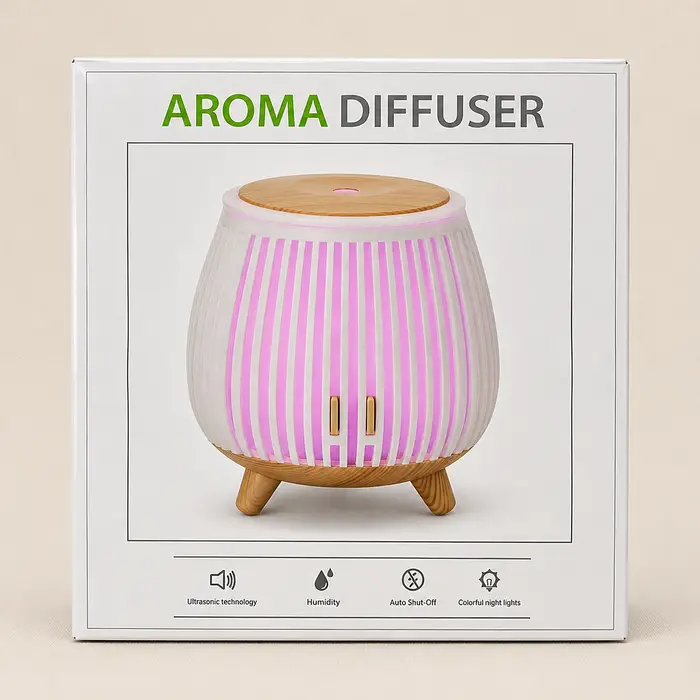 AROMA DIFFUSER
Ultrasonic technology
Humidity
Auto Shut-Off
Colorful night lights